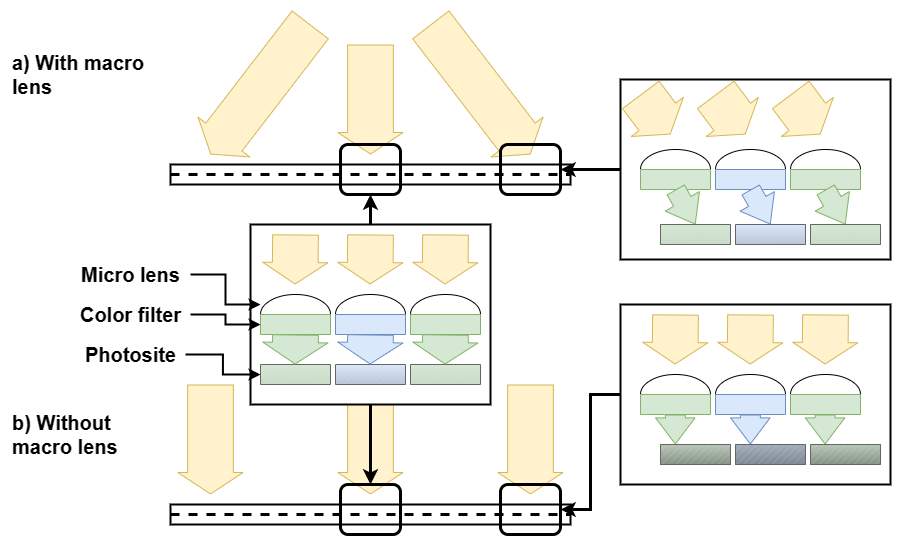 a) With macro
lens
Micro lens
Color filter
Photosite
b) Without
macro lens